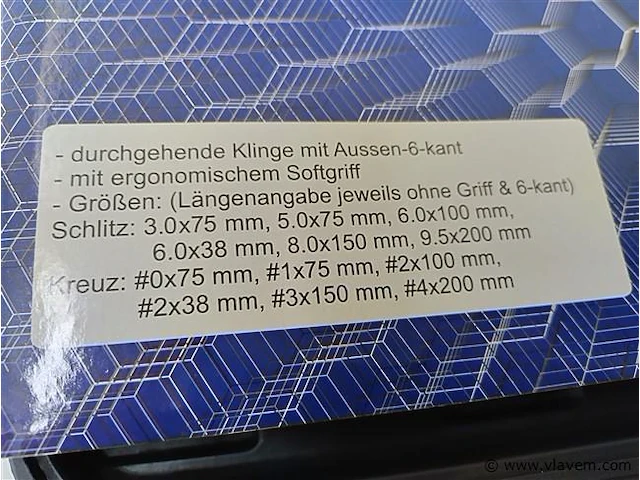 - durchgehende Klinge mit Aussen-6-kant
- mit ergonomischem Softgriff
- Größen: (Längenangabe jeweils ohne Griff & 6-kant)
Schlitz: 3.0x75 mm, 5.0x75 mm, 6.0x100 mm,
6.0x38 mm, 8.0x150 mm, 9.5x200 mm
Kreuz: #0x75 mm, #1x75 mm, #2x100 mm,
#2x38 mm, #3x150 mm, #4x200 mm
© www.vlavem.com